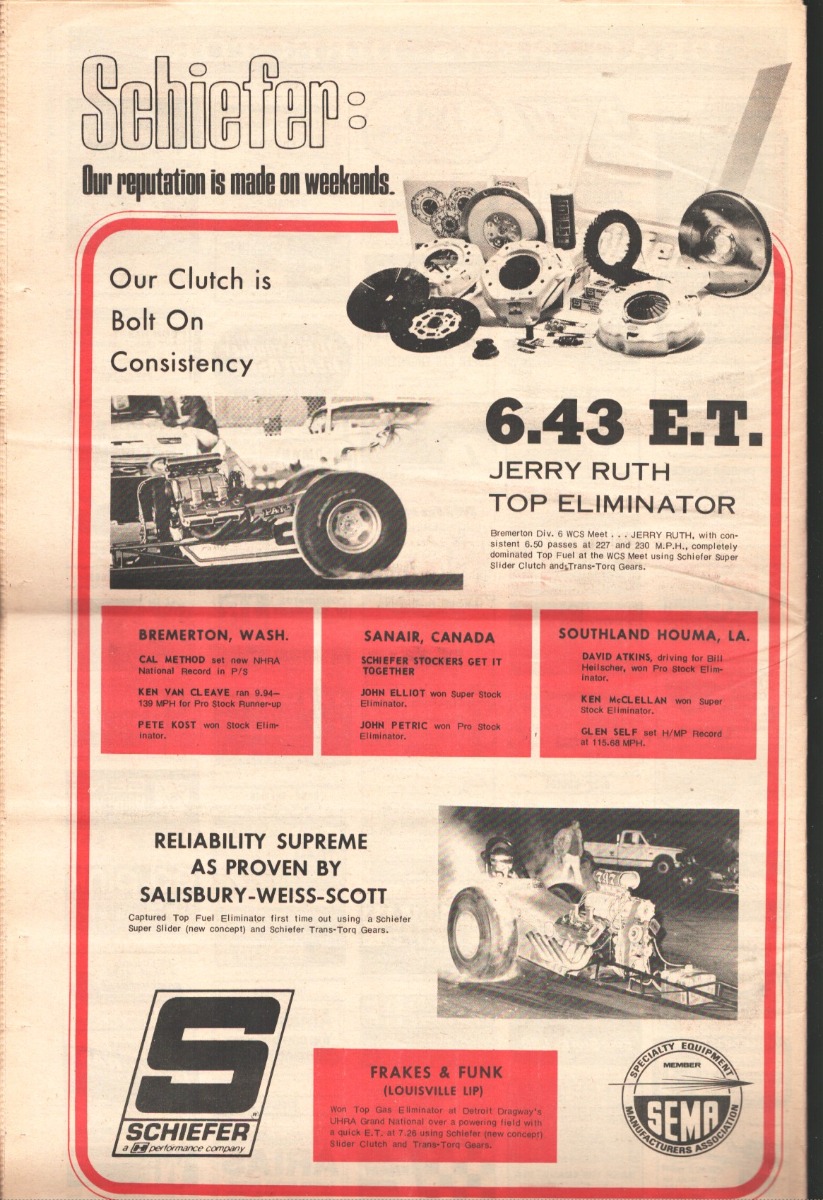 Schiefer:
Our reputation is made on weekends.
Our Clutch is
Bolt On
Consistency
6.43 E.T.
JERRY RUTH
TOP ELIMINATOR
Bremerton Div. 6 WCS Meet . . . JERRY RUTH, with con-
sistent 6.50 passes at 227 and 230 M.P.H., completely
dominated Top Fuel at the WCS Meet using Schiefer Super
Slider Clutch and Trans-Torq Gears.
BREMERTON, WASH.
CAL METHOD set new NHRA
National Record in P/S
KEN VAN CLEAVE ran 9.94—
139 MPH for Pro Stock Runner-up
PETE KOST won Stock Elim-
inator.
SANAIR, CANADA
SCHIEFER STOCKERS GET IT
TOGETHER
JOHN ELLIOT won Super Stock
Eliminator.
JOHN PETRIC won Pro Stock
Eliminator.
SOUTHLAND HOUMA, LA.
DAVID ATKINS, driving for Bill
Heilscher, won Pro Stock Elim-
inator.
KEN McCLELLAN won Super
Stock Eliminator.
GLEN SELF set H/MP Record
at 115.68 MPH.
RELIABILITY SUPREME
AS PROVEN BY
SALISBURY-WEISS-SCOTT
Captured Top Fuel Eliminator first time out using a Schiefer
Super Slider (new concept) and Schiefer Trans-Torq Gears.
S
SCHIEFER
a performance company
FRAKES & FUNK
(LOUISVILLE LIP)
Won Top Gas Eliminator at Detroit Dragway's
UHRA Grand National over a powering field with
a quick E.T. at 7.26 using Schiefer (new concept)
Slider Clutch and Trans-Torq Gears.
SPECIALTY EQUIPMENT
MEMBER
SEMA
MANUFACTURERS ASSOCIATION